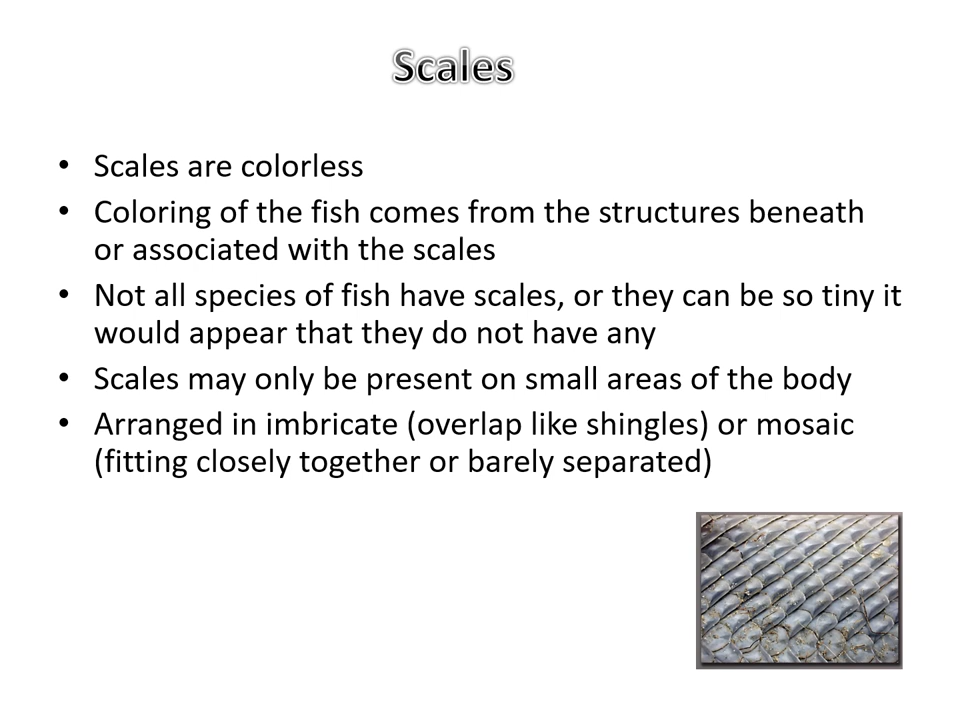 Scales
• Scales are colorless
• Coloring of the fish comes from the structures beneath
or associated with the scales
• Not all species of fish have scales, or they can be so tiny it
would appear that they do not have any
• Scales may only be present on small areas of the body
• Arranged in imbricate (overlap like shingles) or mosaic
(fitting closely together or barely separated)